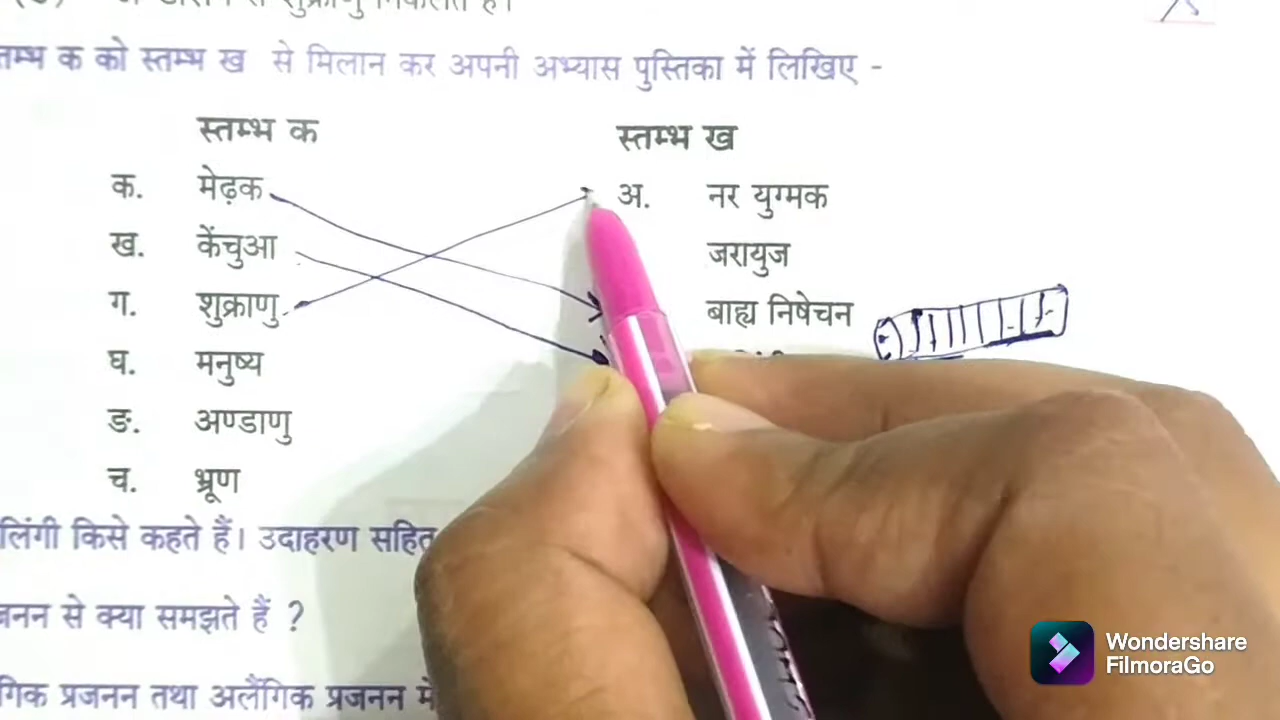 शुक्राणु निकलते हैं।
स्तम्भ क को स्तम्भ ख से मिलान कर अपनी अभ्यास पुस्तिका में लिखिए -
स्तम्भ क स्तम्भ ख
क. मेढ़क अ. नर युग्मक
ख. केंचुआ जरायुज
ग. शुक्राणु बाह्य निषेचन
घ. मनुष्य
ङ. अण्डाणु
च. भ्रूण
लिंगी किसे कहते हैं। उदाहरण सहित
जनन से क्या समझते हैं ?
गिक प्रजनन तथा अलैंगिक प्रजनन में
Wondershare
FilmoraGo